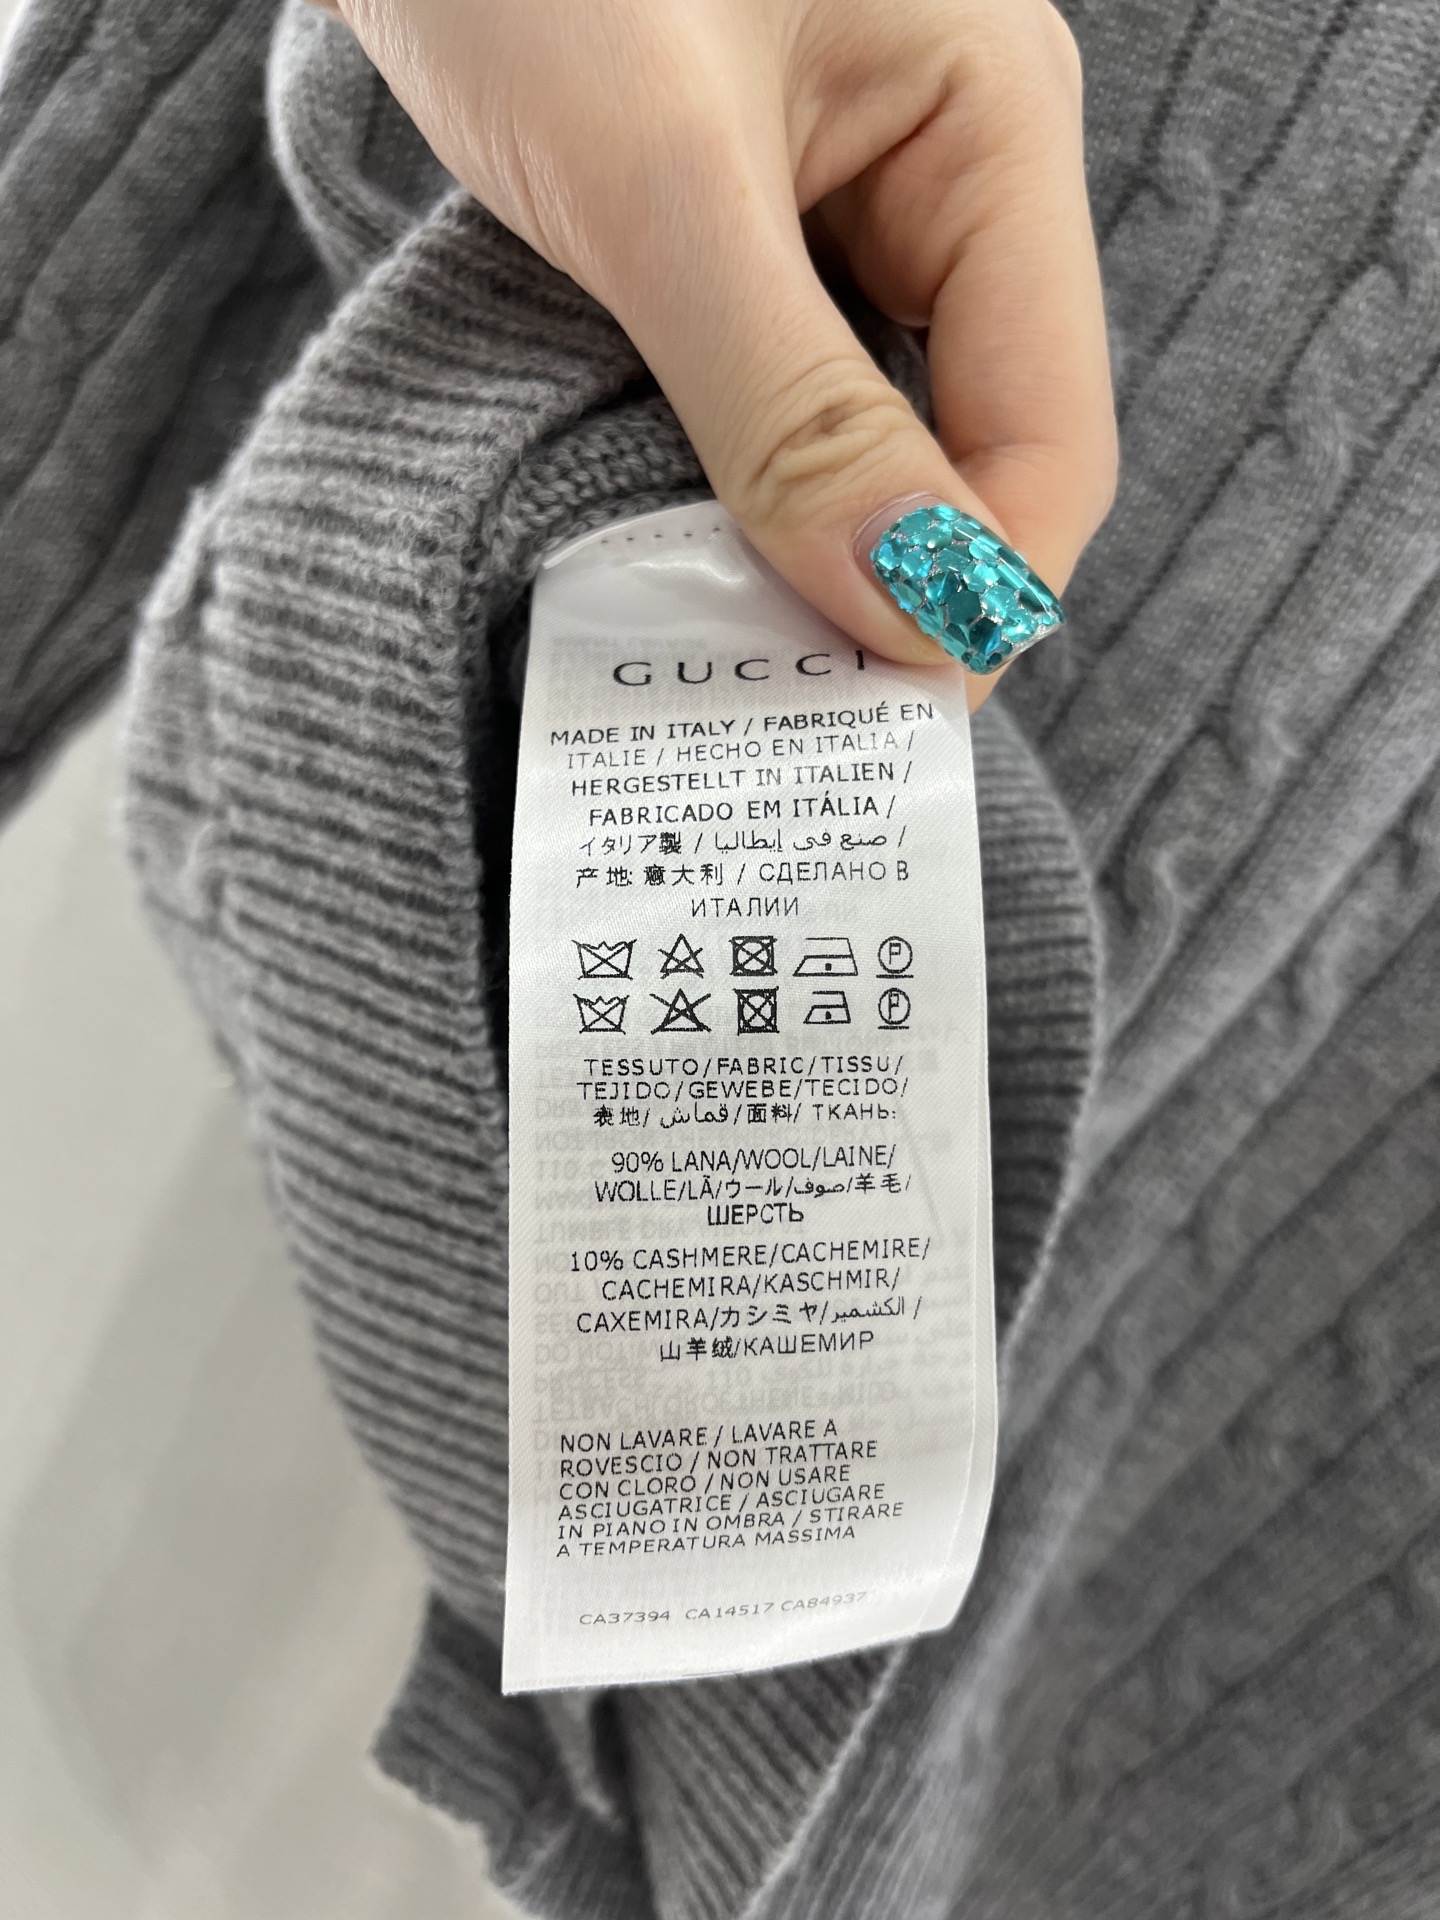 GUCCI
MADE IN ITALY / FABRIQUÉ EN
ITALIE / HECHO EN ITALIA /
HERGESTELLT IN ITALIEN /
FABRICADO EM ITÁLIA /
イタリア製 / صنع في إيطاليا /
产地: 意大利 / СДЕЛАНО В
ИТАЛИИ
TESSUTO/FABRIC/TISSU/
TEJIDO/GEWEBE/TECIDO/
表地/ قماش/面料/ ТКАНЬ:
90% LANA/WOOL/LAINE/
WOLLE/LÃ/ウール/صوف/羊毛/
ШЕРСТЬ
10% CASHMERE/CACHEMIRE/
CACHEMIRA/KASCHMIR/
CAXEMIRA/カシミヤ/الكشمير /
山羊绒/КАШЕМИР
NON LAVARE / LAVARE A
ROVESCIO / NON TRATTARE
CON CLORO / NON USARE
ASCIUGATRICE / ASCIUGARE
IN PIANO IN OMBRA / STIRARE
A TEMPERATURA MASSIMA
CA37394 CA14517 CA84937